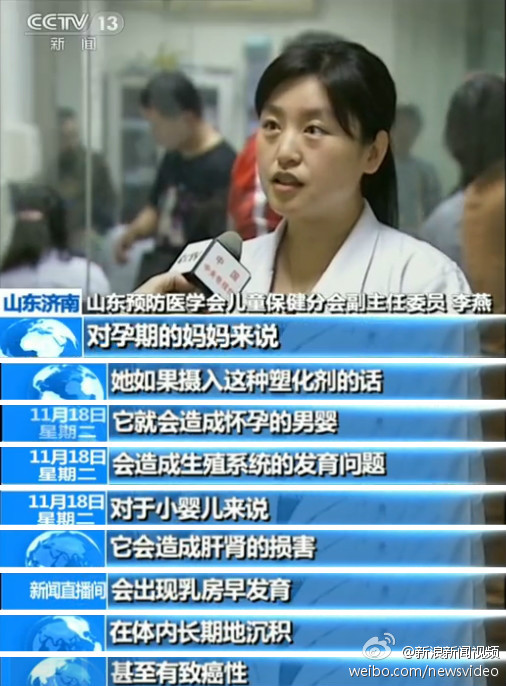 CCTV 13
新闻
中国
山东济南
山东预防医学会儿童保健分会副主任委员 李燕
对孕期的妈妈来说
她如果摄入这种塑化剂的话
11月18日
星期二
它就会造成怀孕的男婴
11月18日
星期二
会造成生殖系统的发育问题
11月18日
星期二
对于小婴儿来说
它会造成肝肾的损害
新闻直播间
会出现乳房早发育
在体内长期地沉积
甚至有致癌性
@新浪新闻视频
weibo.com/newsvideo